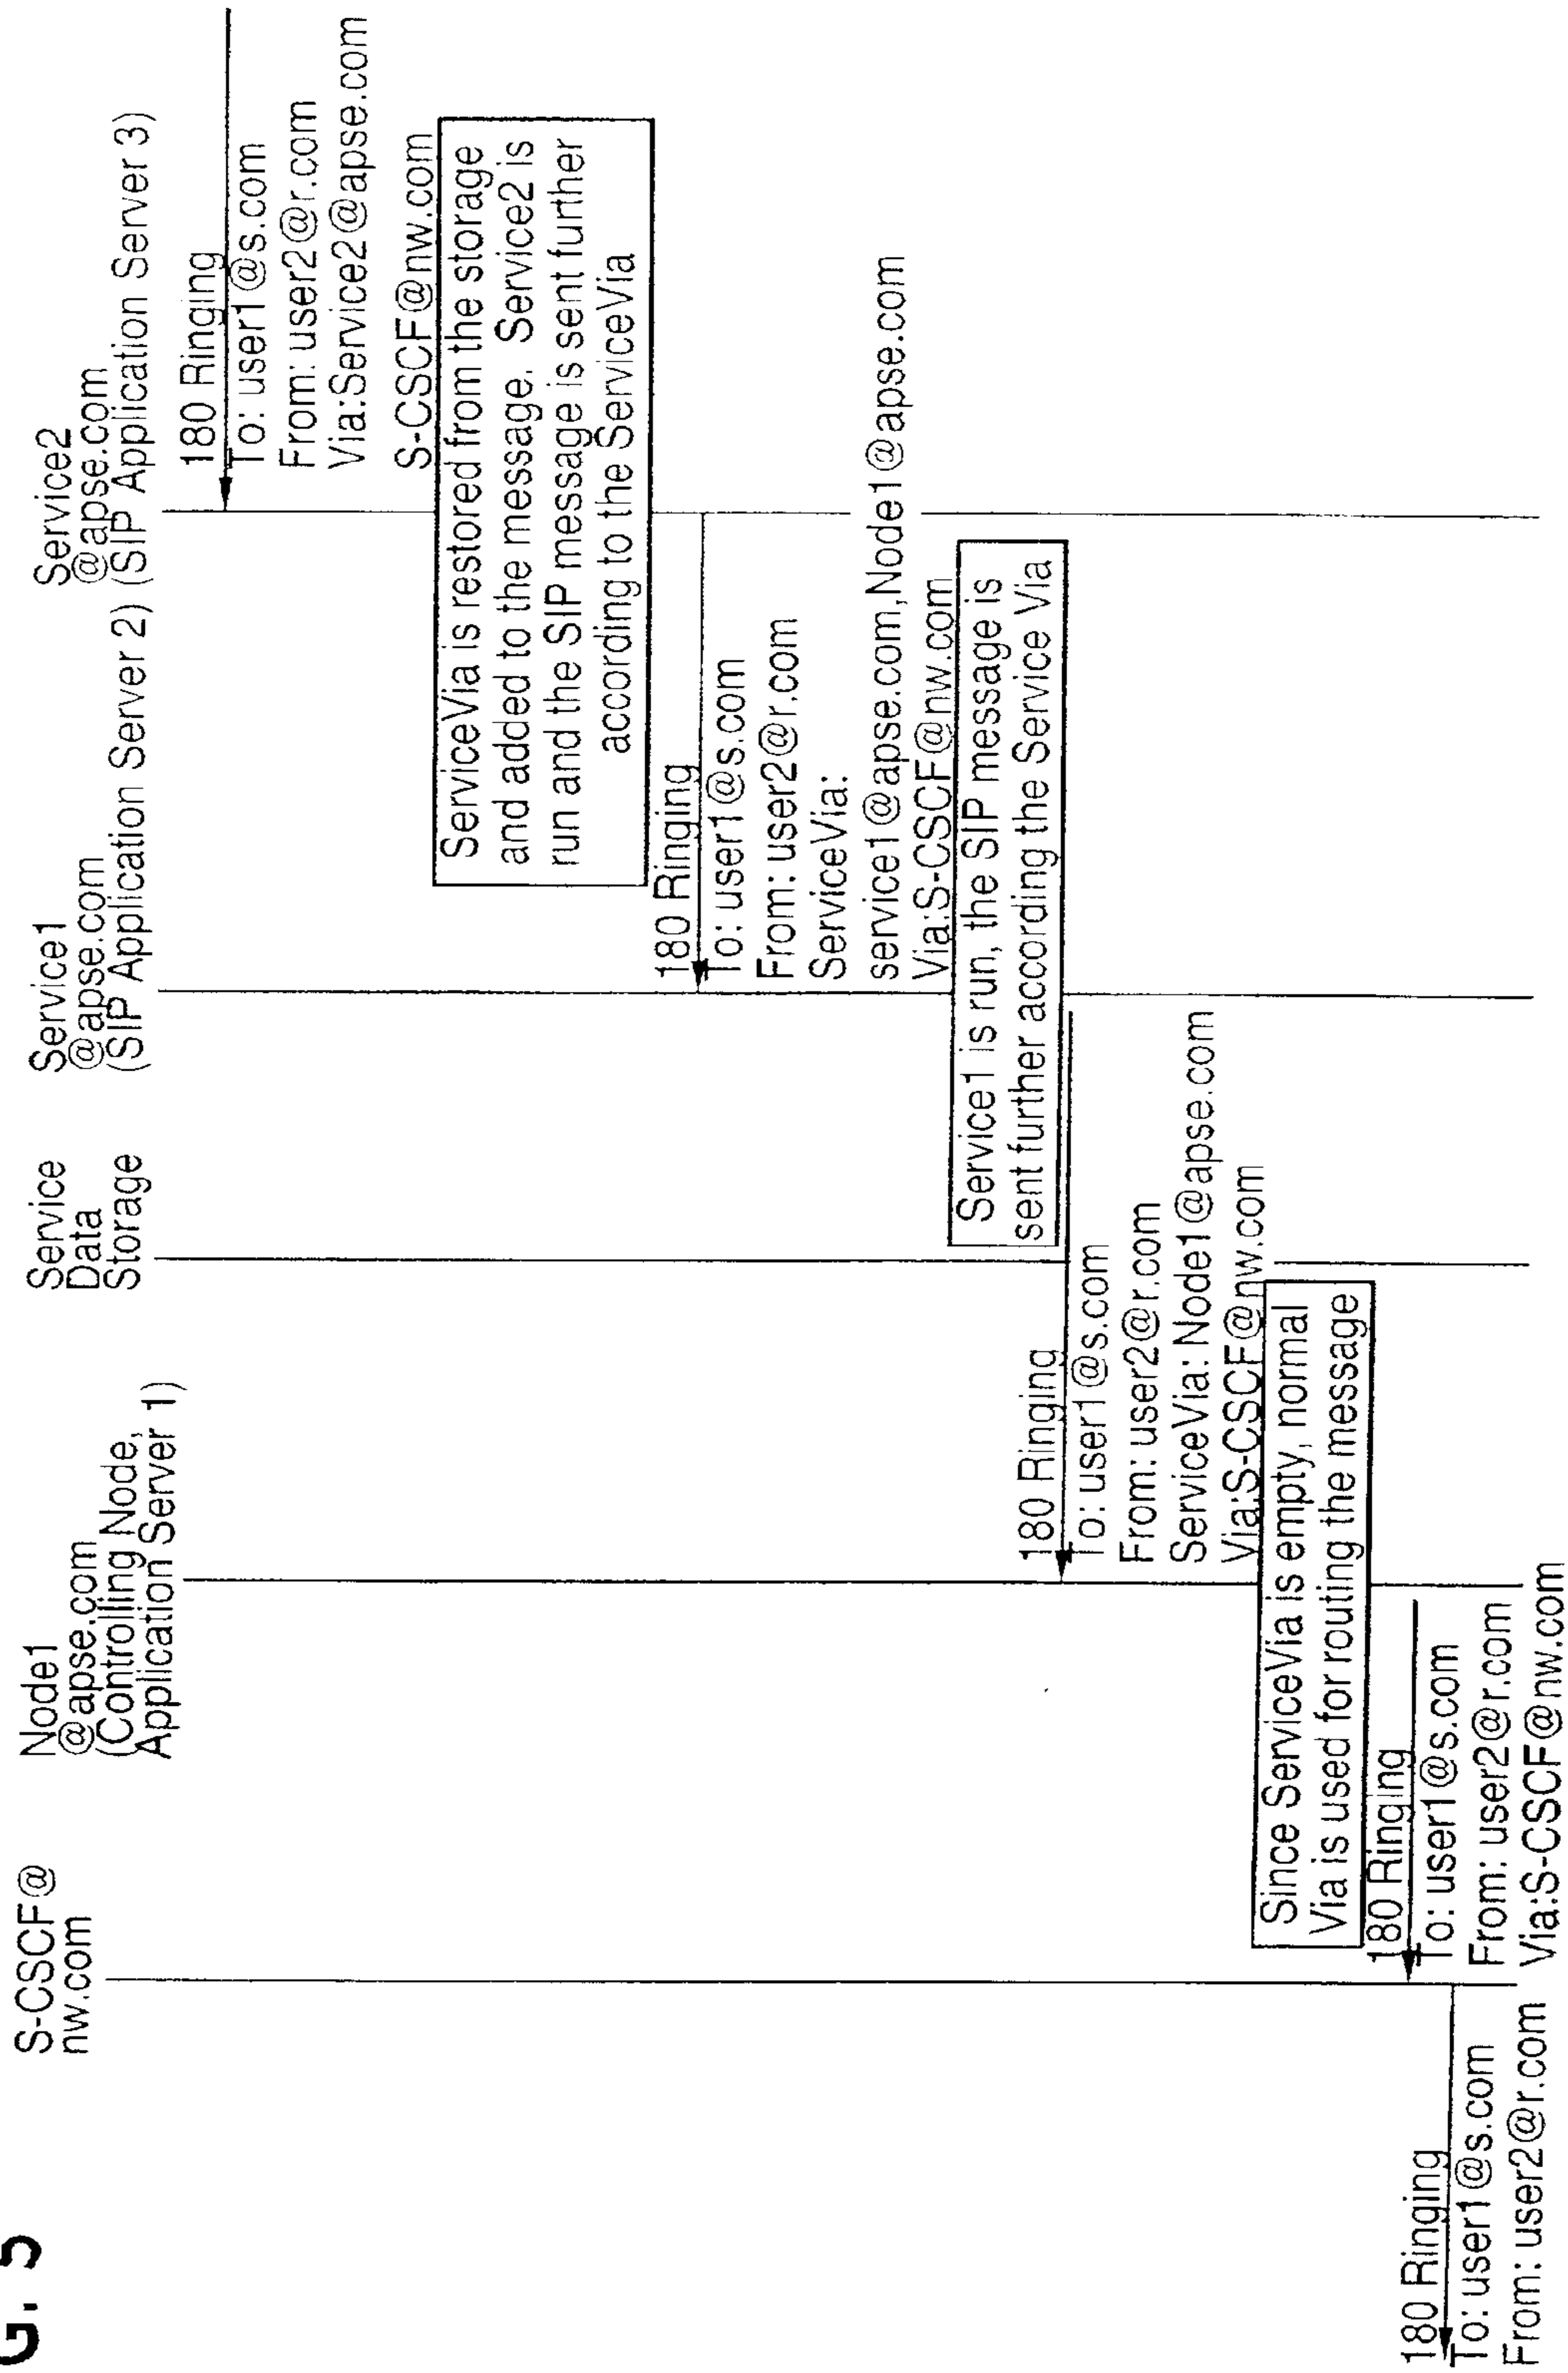 G. 5
S-CSCF@
nw.com
Node1
@apse.com
(Controlling Node,
Application Server 1)
Service
Data
Storage
Service1
@apse.com
(SIP Application Server 2)
Service2
@apse.com
(SIP Application Server 3)
180 Ringing
To: user1@s.com
From: user2@r.com
Via:Service2@apse.com
S-CSCF@nw.com
ServiceVia is restored from the storage
and added to the message. Service2 is
run and the SIP message is sent further
according to the ServiceVia
180 Ringing
To: user1@s.com
From: user2@r.com
ServiceVia:
service1@apse.com,Node1@apse.com
Via:S-CSCF@nw.com
Service1 is run, the SIP message is
sent further according the Service Via
180 Ringing
To: user1@s.com
From: user2@r.com
ServiceVia: Node1@apse.com
Via:S-CSCF@nw.com
Since ServiceVia is empty, normal
Via is used for routing the message
180 Ringing
To: user1@s.com
From: user2@r.com
Via:S-CSCF@nw.com
180 Ringing
To: user1@s.com
From: user2@r.com